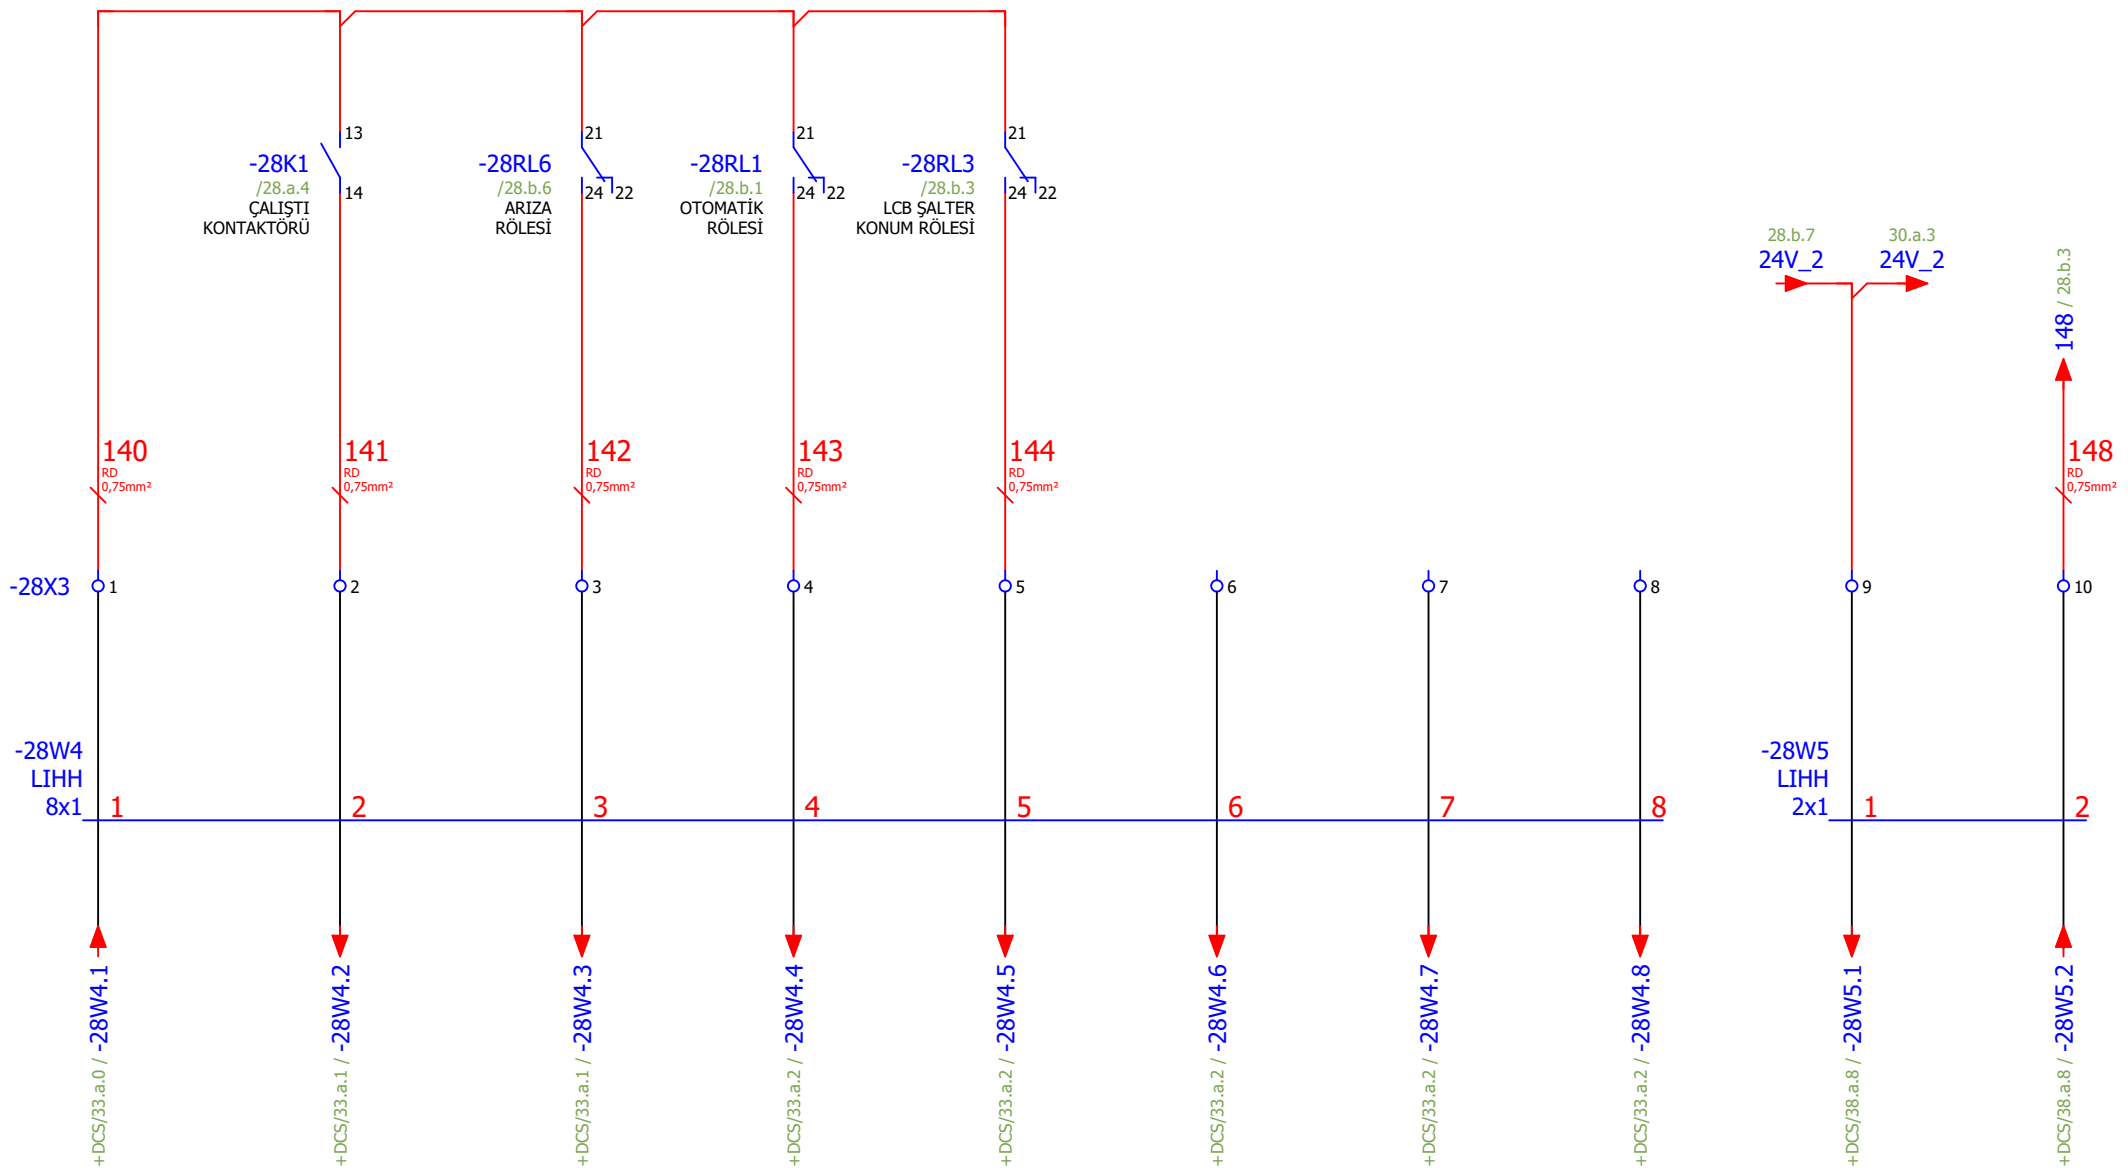 13
-28K1
/28.a.4
14
ÇALIŞTI
KONTAKTÖRÜ
21
-28RL6
/28.b.6
24 22
ARIZA
RÖLESİ
21
-28RL1
/28.b.1
24 22
OTOMATİK
RÖLESİ
21
-28RL3
/28.b.3
24 22
LCB ŞALTER
KONUM RÖLESİ
28.b.7
24V_2
30.a.3
24V_2
148 / 28.b.3
140
RD
0,75mm²
141
RD
0,75mm²
142
RD
0,75mm²
143
RD
0,75mm²
144
RD
0,75mm²
148
RD
0,75mm²
-28X3 1 2 3 4 5 6 7 8 9 10
-28W4
LIHH
8x1 1 2 3 4 5 6 7 8
-28W5
LIHH
2x1 1 2
+DCS/33.a.0 / -28W4.1
+DCS/33.a.1 / -28W4.2
+DCS/33.a.1 / -28W4.3
+DCS/33.a.2 / -28W4.4
+DCS/33.a.2 / -28W4.5
+DCS/33.a.2 / -28W4.6
+DCS/33.a.2 / -28W4.7
+DCS/33.a.2 / -28W4.8
+DCS/38.a.8 / -28W5.1
+DCS/38.a.8 / -28W5.2